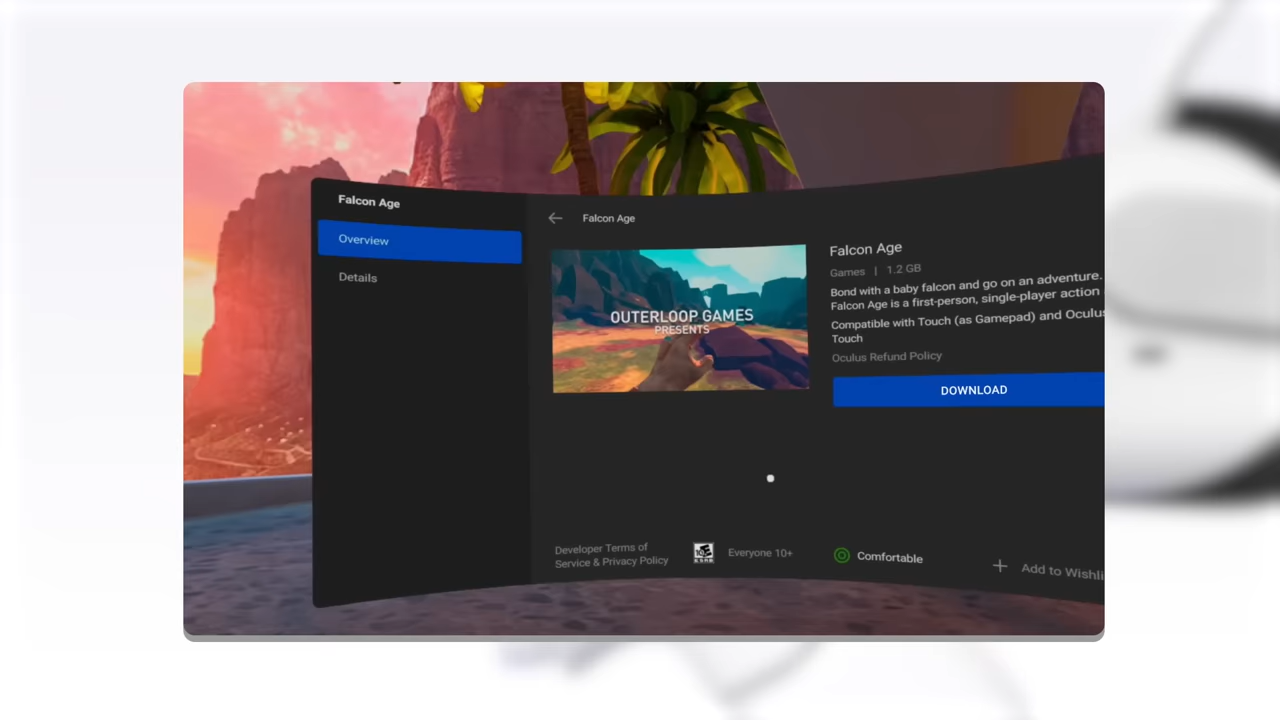 Falcon Age
Overview
Details
Falcon Age
OUTERLOOP GAMES
PRESENTS
Falcon Age
Games | 1.2 GB
Bond with a baby falcon and go on an adventure.
Falcon Age is a first-person, single-player action
Compatible with Touch (as Gamepad) and Oculus
Touch
Oculus Refund Policy
DOWNLOAD
Developer Terms of
Service & Privacy Policy
Everyone 10+
Comfortable
+ Add to Wishli